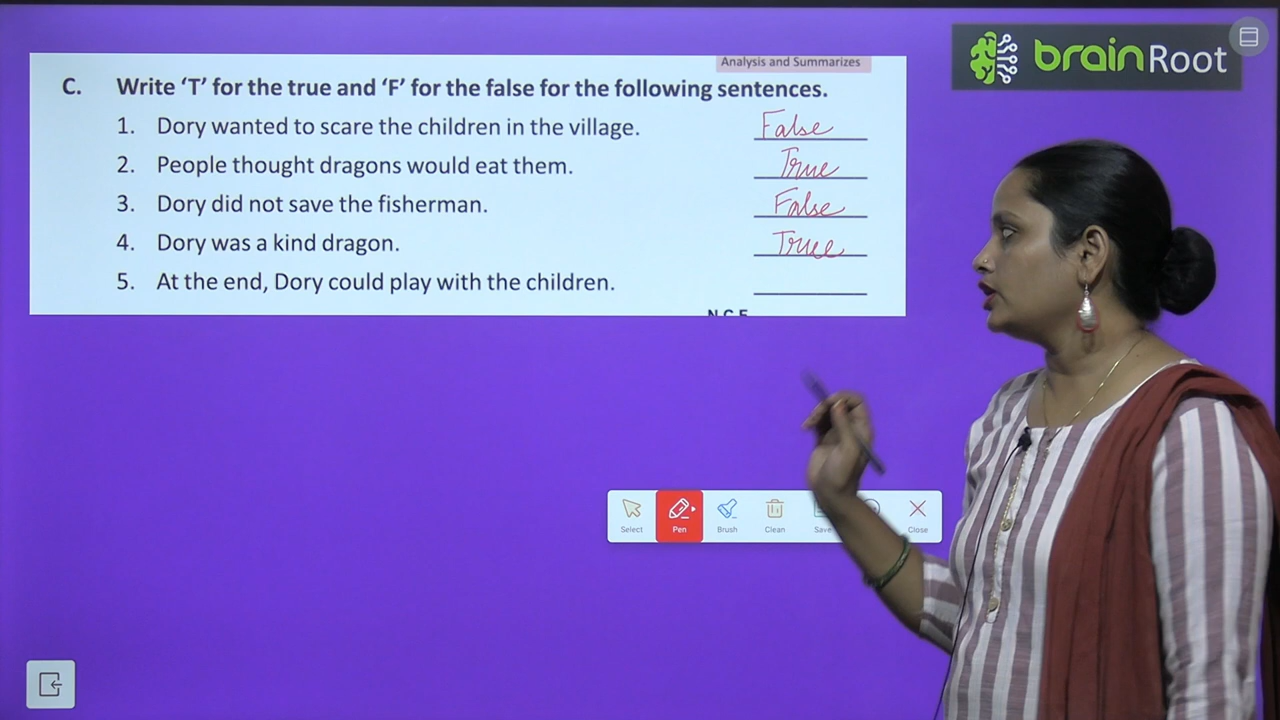 brainRoot
Analysis and Summarizes
C. Write ‘T’ for the true and ‘F’ for the false for the following sentences.
1. Dory wanted to scare the children in the village. False
2. People thought dragons would eat them. True
3. Dory did not save the fisherman. False
4. Dory was a kind dragon. True
5. At the end, Dory could play with the children.
Select Pen Brush Clean Save Close